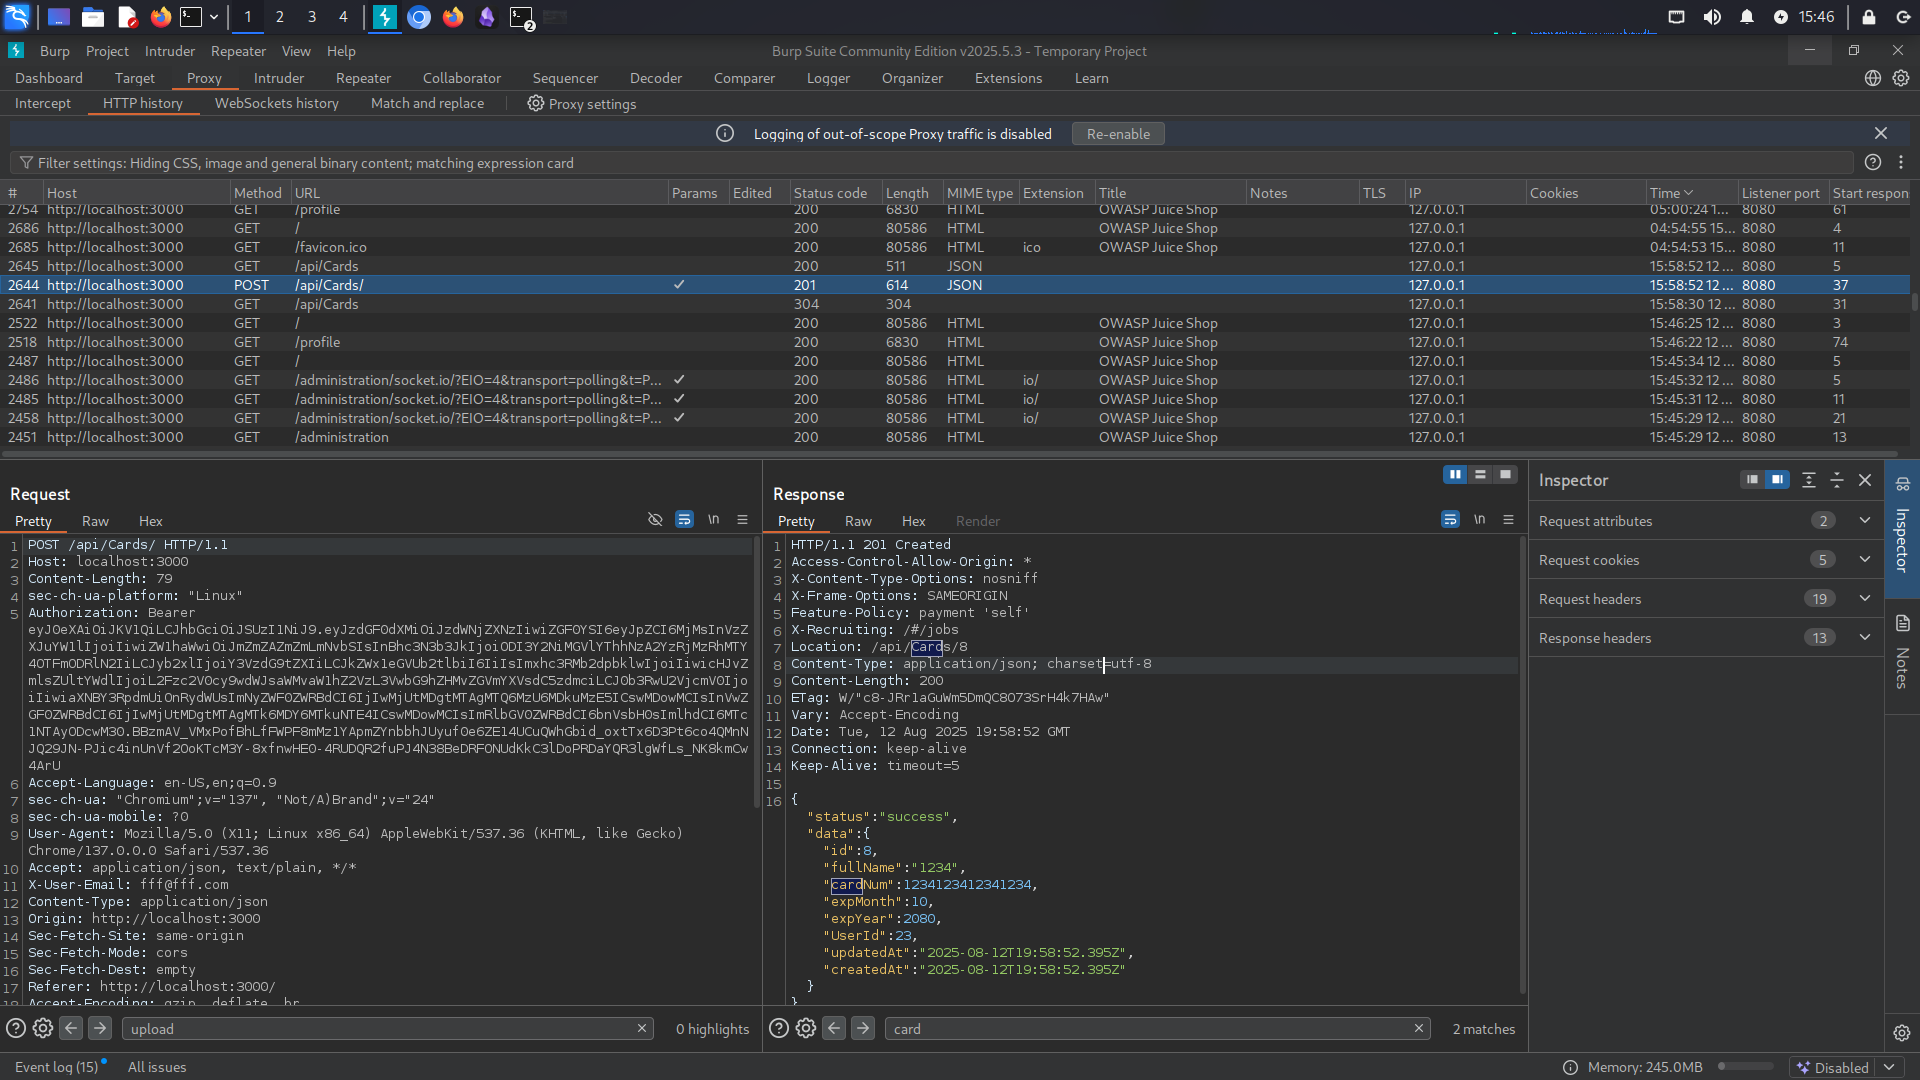 1 2 3 4 2 15:46
Burp Project Intruder Repeater View Help Burp Suite Community Edition v2025.5.3 - Temporary Project
Dashboard Target Proxy Intruder Repeater Collaborator Sequencer Decoder Comparer Logger Organizer Extensions Learn
Intercept HTTP history WebSockets history Match and replace Proxy settings
Logging of out-of-scope Proxy traffic is disabled Re-enable
Filter settings: Hiding CSS, image and general binary content; matching expression card
# Host Method URL Params Edited Status code Length MIME type Extension Title Notes TLS IP Cookies Time Listener port Start respon
2754 http://localhost:3000 GET /profile 200 6830 HTML OWASP Juice Shop 127.0.0.1 05:00:24 1... 8080 61
2686 http://localhost:3000 GET / 200 80586 HTML OWASP Juice Shop 127.0.0.1 04:54:55 15... 8080 4
2685 http://localhost:3000 GET /favicon.ico 200 80586 HTML ico OWASP Juice Shop 127.0.0.1 04:54:53 15... 8080 11
2645 http://localhost:3000 GET /api/Cards 200 511 JSON 127.0.0.1 15:58:52 12 ... 8080 5
2644 http://localhost:3000 POST /api/Cards/ ✓ 201 614 JSON 127.0.0.1 15:58:52 12 ... 8080 37
2641 http://localhost:3000 GET /api/Cards 304 304 127.0.0.1 15:58:30 12 ... 8080 31
2522 http://localhost:3000 GET / 200 80586 HTML OWASP Juice Shop 127.0.0.1 15:46:25 12 ... 8080 3
2518 http://localhost:3000 GET /profile 200 6830 HTML OWASP Juice Shop 127.0.0.1 15:46:22 12 ... 8080 74
2487 http://localhost:3000 GET / 200 80586 HTML OWASP Juice Shop 127.0.0.1 15:45:34 12 ... 8080 5
2486 http://localhost:3000 GET /administration/socket.io/?EIO=4&transport=polling&t=P... ✓ 200 80586 HTML io/ OWASP Juice Shop 127.0.0.1 15:45:32 12 ... 8080 5
2485 http://localhost:3000 GET /administration/socket.io/?EIO=4&transport=polling&t=P... ✓ 200 80586 HTML io/ OWASP Juice Shop 127.0.0.1 15:45:31 12 ... 8080 11
2458 http://localhost:3000 GET /administration/socket.io/?EIO=4&transport=polling&t=P... ✓ 200 80586 HTML io/ OWASP Juice Shop 127.0.0.1 15:45:29 12 ... 8080 21
2451 http://localhost:3000 GET /administration 200 80586 HTML OWASP Juice Shop 127.0.0.1 15:45:29 12 ... 8080 13
Request
Pretty Raw Hex \n
1 POST /api/Cards/ HTTP/1.1
2 Host: localhost:3000
3 Content-Length: 79
4 sec-ch-ua-platform: "Linux"
5 Authorization: Bearer
6 Accept-Language: en-US,en;q=0.9
7 sec-ch-ua: "Chromium";v="137", "Not/A)Brand";v="24"
8 sec-ch-ua-mobile: ?0
9 User-Agent: Mozilla/5.0 (X11; Linux x86_64) AppleWebKit/537.36 (KHTML, like Gecko)
Chrome/137.0.0.0 Safari/537.36
10 Accept: application/json, text/plain, */*
11 X-User-Email: fff@fff.com
12 Content-Type: application/json
13 Origin: http://localhost:3000
14 Sec-Fetch-Site: same-origin
15 Sec-Fetch-Mode: cors
16 Sec-Fetch-Dest: empty
17 Referer: http://localhost:3000/
18 Accept-Encoding: gzip, deflate, br
upload 0 highlights
Response
Pretty Raw Hex Render \n
1 HTTP/1.1 201 Created
2 Access-Control-Allow-Origin: *
3 X-Content-Type-Options: nosniff
4 X-Frame-Options: SAMEORIGIN
5 Feature-Policy: payment 'self'
6 X-Recruiting: /#/jobs
7 Location: /api/Cards/8
8 Content-Type: application/json; charset=utf-8
9 Content-Length: 200
10 ETag: W/"c8-JRr1aGuWm5DmQC8O73SrH4k7HAw"
11 Vary: Accept-Encoding
12 Date: Tue, 12 Aug 2025 19:58:52 GMT
13 Connection: keep-alive
14 Keep-Alive: timeout=5
15
16 {
"status":"success",
"data":{
"id":8,
"fullName":"1234",
"cardNum":1234123412341234,
"expMonth":10,
"expYear":2080,
"UserId":23,
"updatedAt":"2025-08-12T19:58:52.395Z",
"createdAt":"2025-08-12T19:58:52.395Z"
}
}
card 2 matches
Inspector
Request attributes 2
Request cookies 5
Request headers 19
Response headers 13
Inspector
Notes
Event log (15) All issues Memory: 245.0MB Disabled